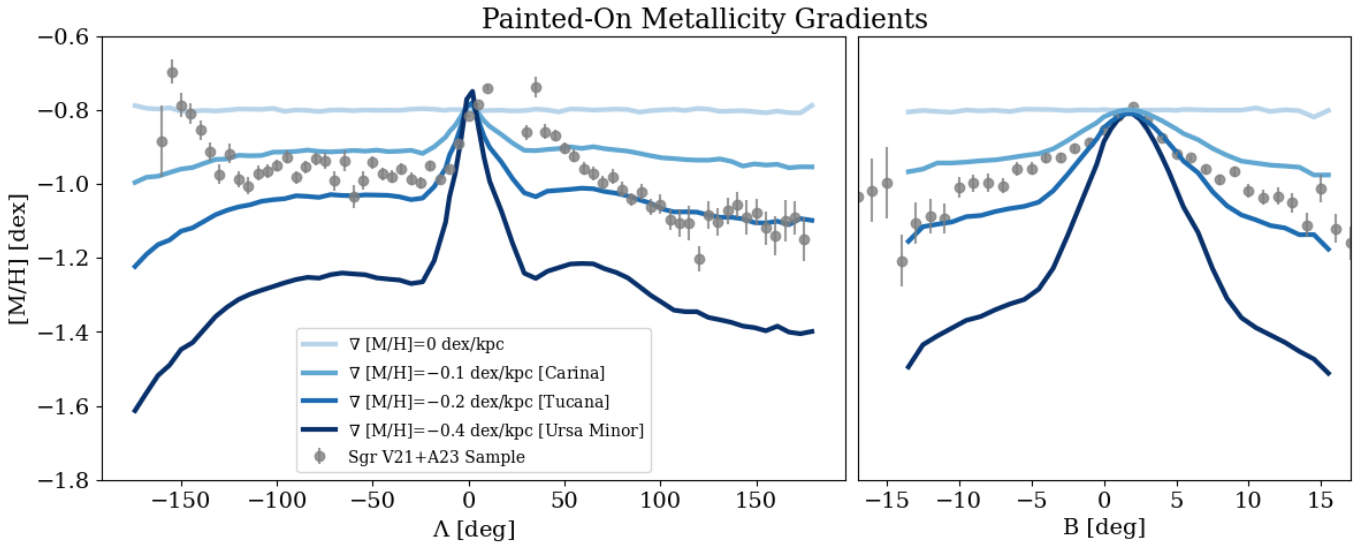 Painted-On Metallicity Gradients
[M/H] [dex]
−0.6
−0.8
−1.0
−1.2
−1.4
−1.6
−1.8
∇ [M/H]=0 dex/kpc
∇ [M/H]=−0.1 dex/kpc [Carina]
∇ [M/H]=−0.2 dex/kpc [Tucana]
∇ [M/H]=−0.4 dex/kpc [Ursa Minor]
Sgr V21+A23 Sample
−150 −100 −50 0 50 100 150
Λ [deg]
−15 −10 −5 0 5 10 15
B [deg]